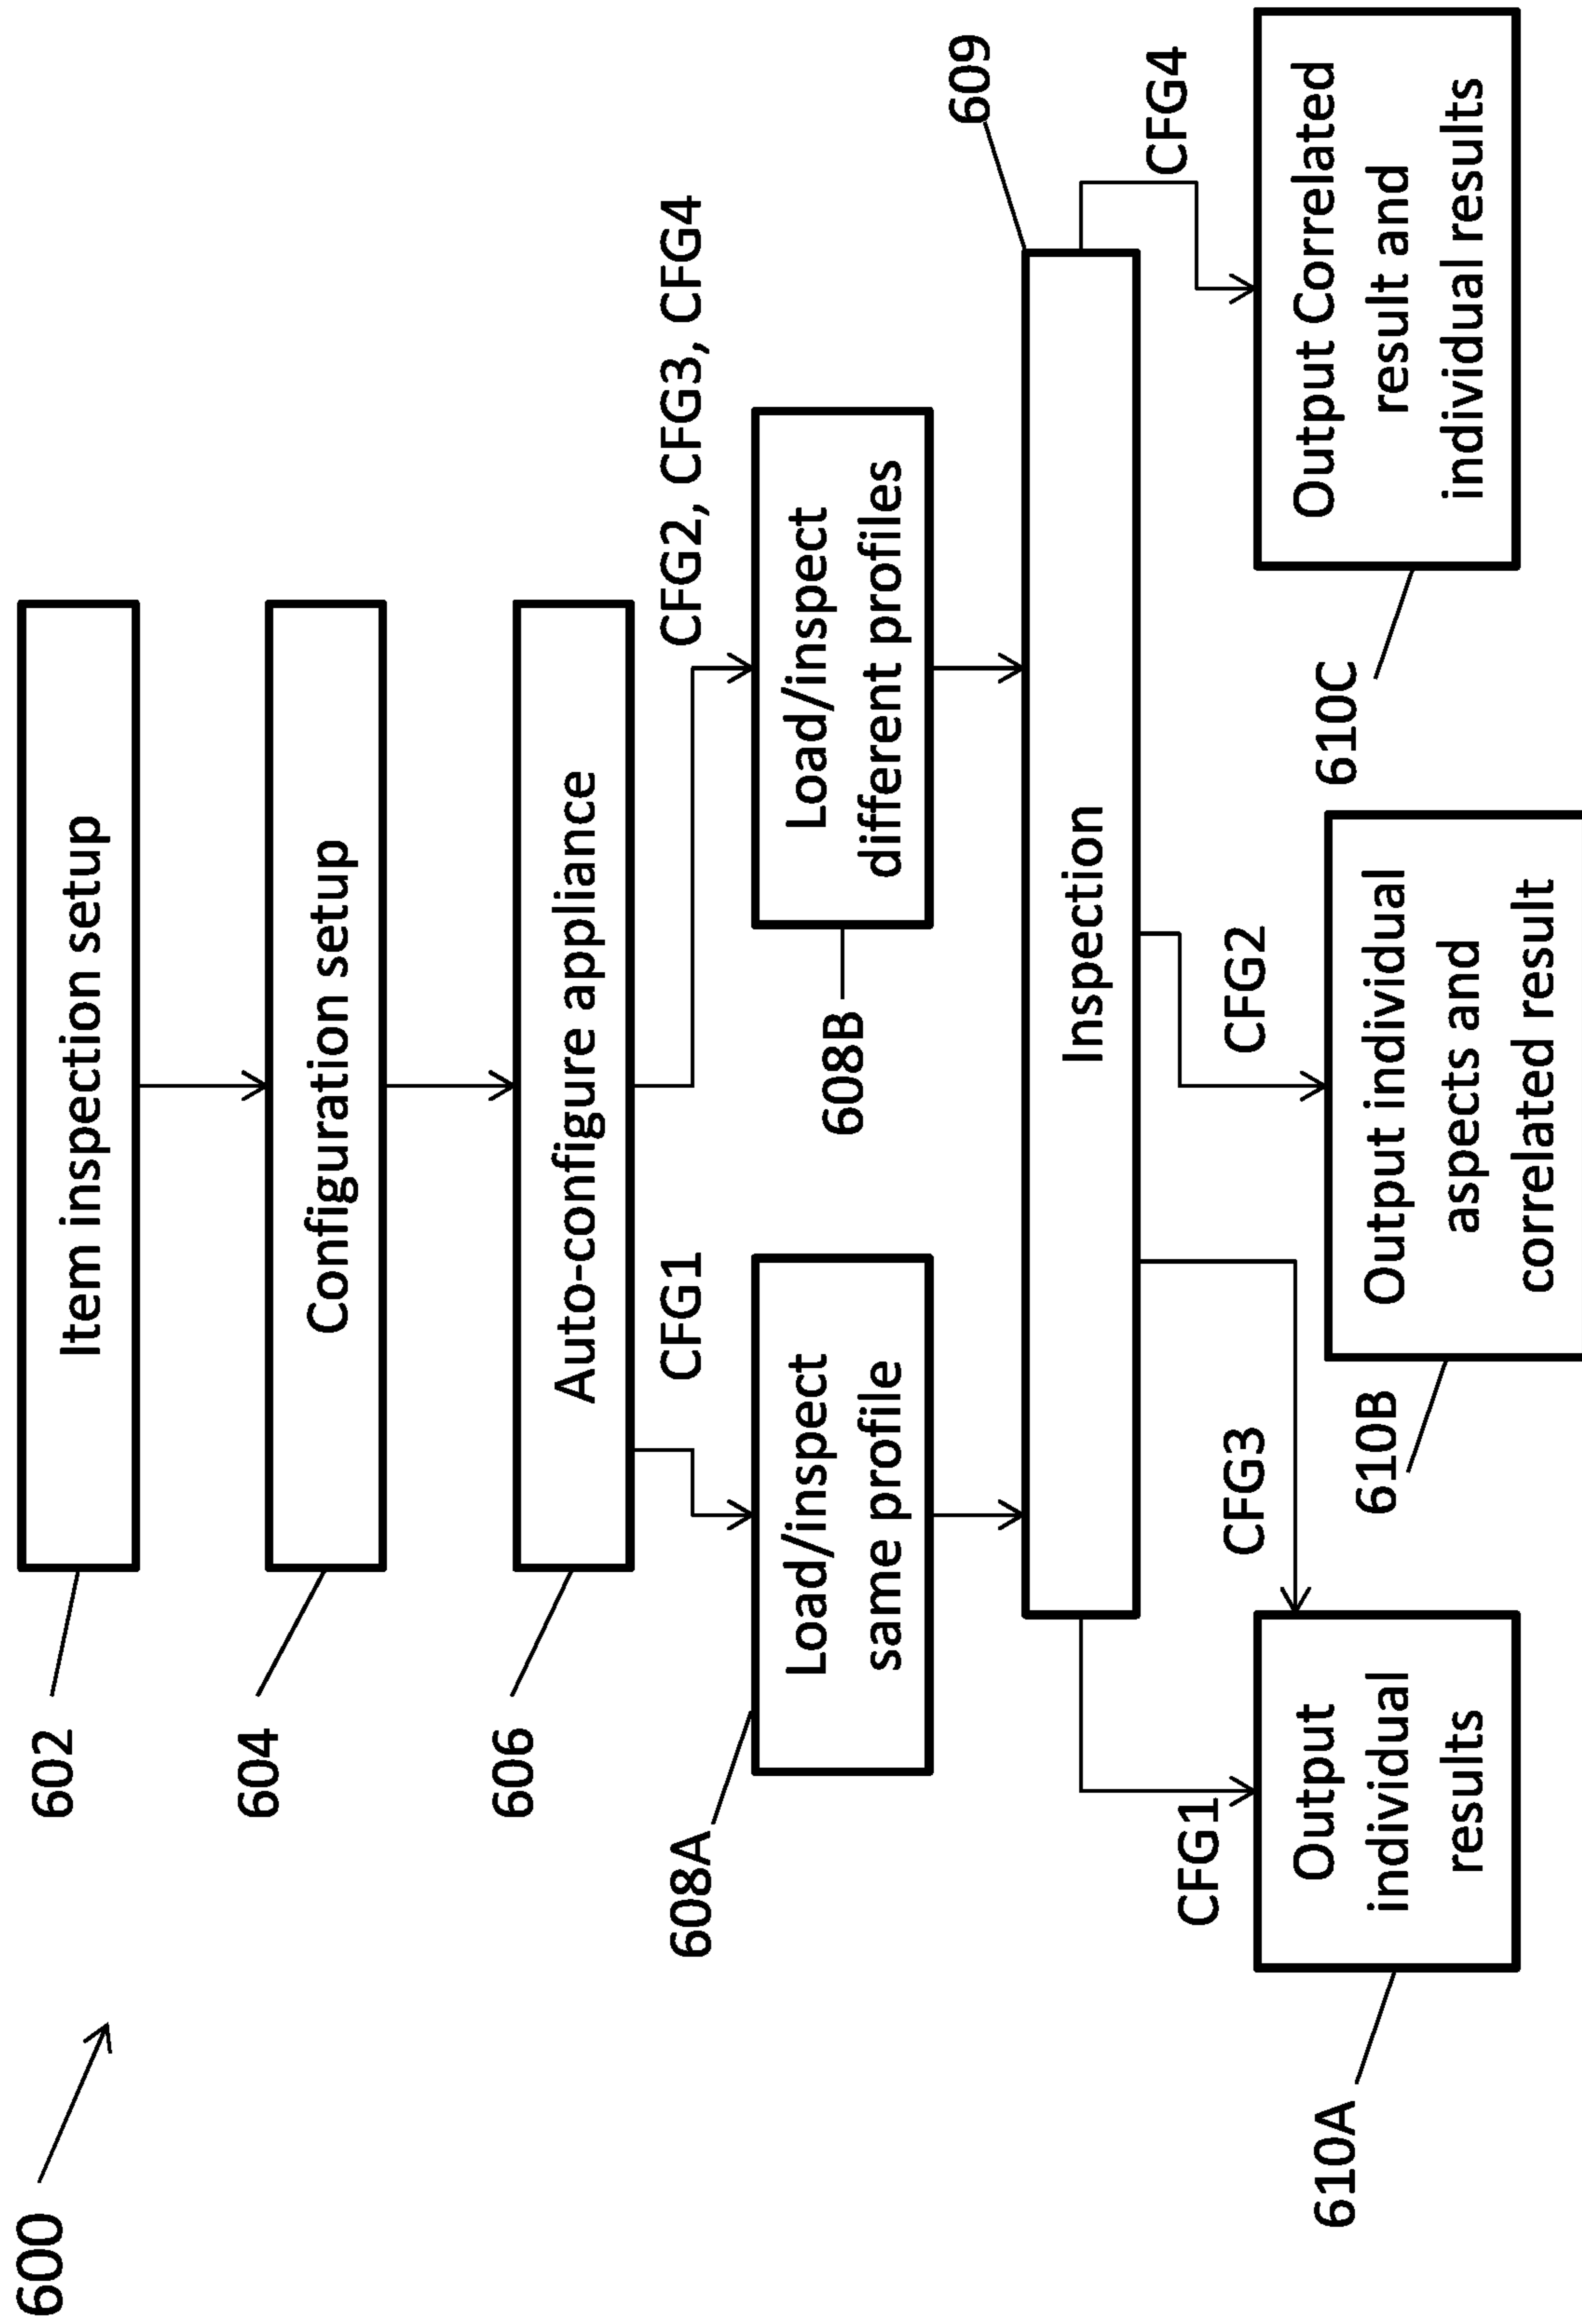 600
602
Item inspection setup
604
Configuration setup
606
Auto-configure appliance
CFG1
CFG2, CFG3, CFG4
608A
Load/inspect
same profile
608B
Load/inspect
different profiles
609
Inspection
CFG1
CFG3
CFG2
CFG4
610A
Output
individual
results
610B
Output individual
aspects and
correlated result
610C
Output Correlated
result and
individual results